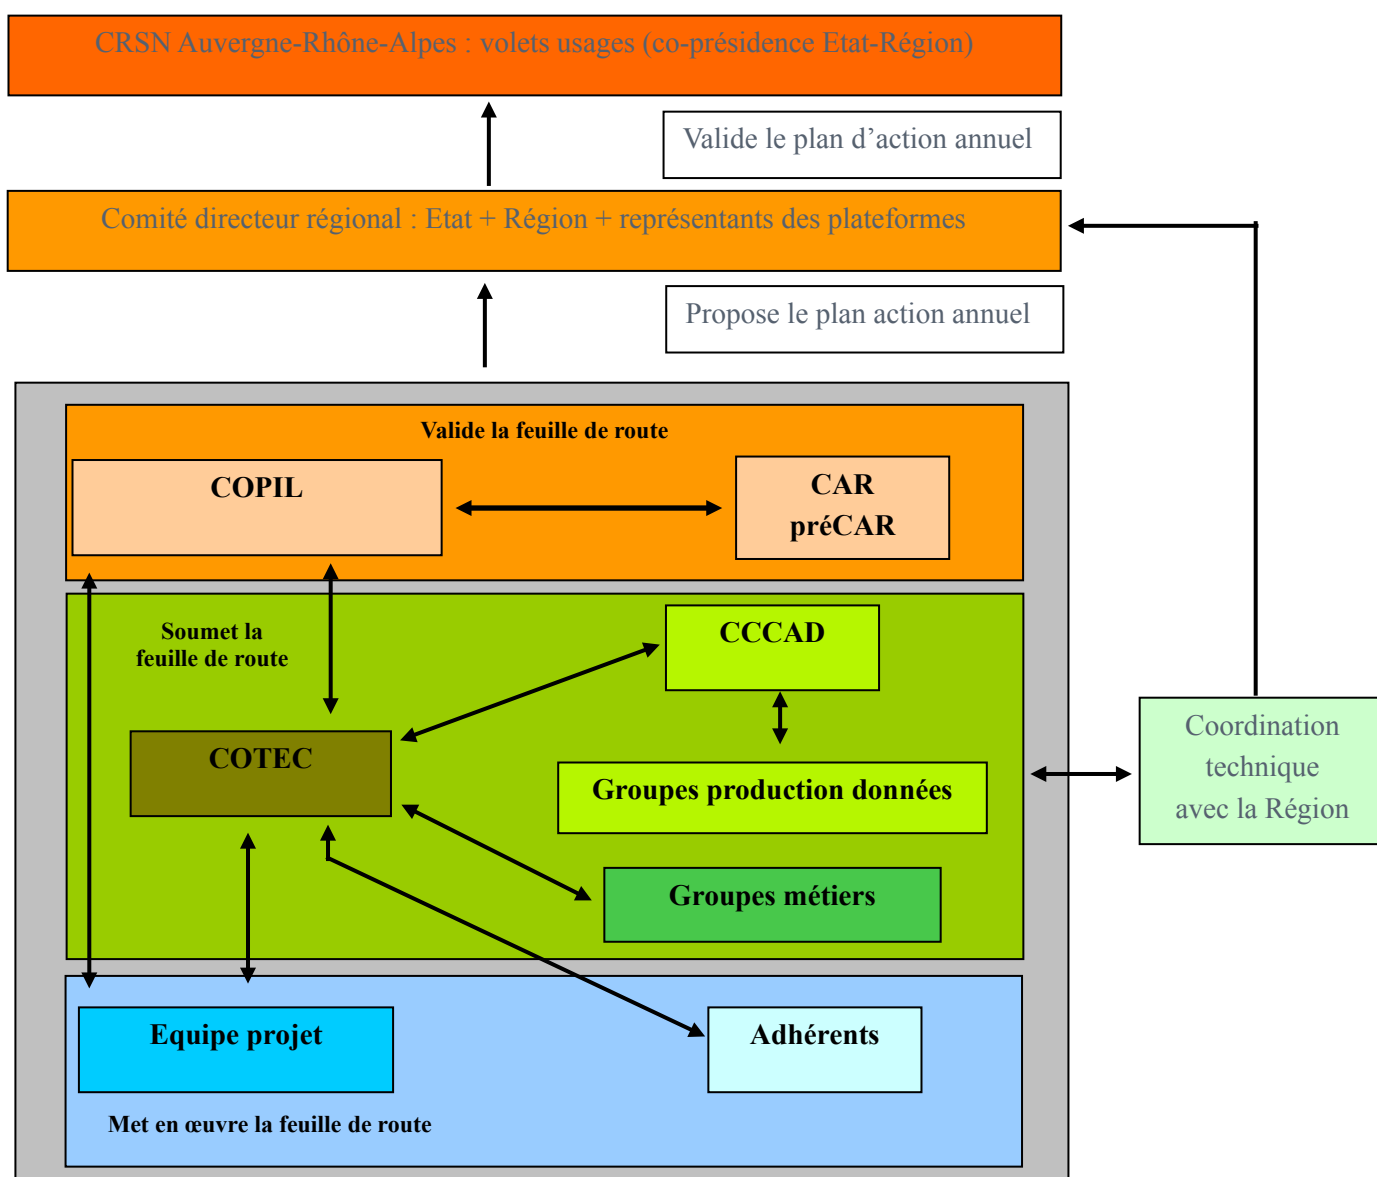 CRSN Auvergne-Rhône-Alpes : volets usages (co-présidence Etat-Région)
Valide le plan d’action annuel
Comité directeur régional : Etat + Région + représentants des plateformes
Propose le plan action annuel
Valide la feuille de route
COPIL
CAR
préCAR
Soumet la
feuille de route
CCCAD
COTEC
Groupes production données
Groupes métiers
Coordination
technique
avec la Région
Equipe projet
Adhérents
Met en œuvre la feuille de route